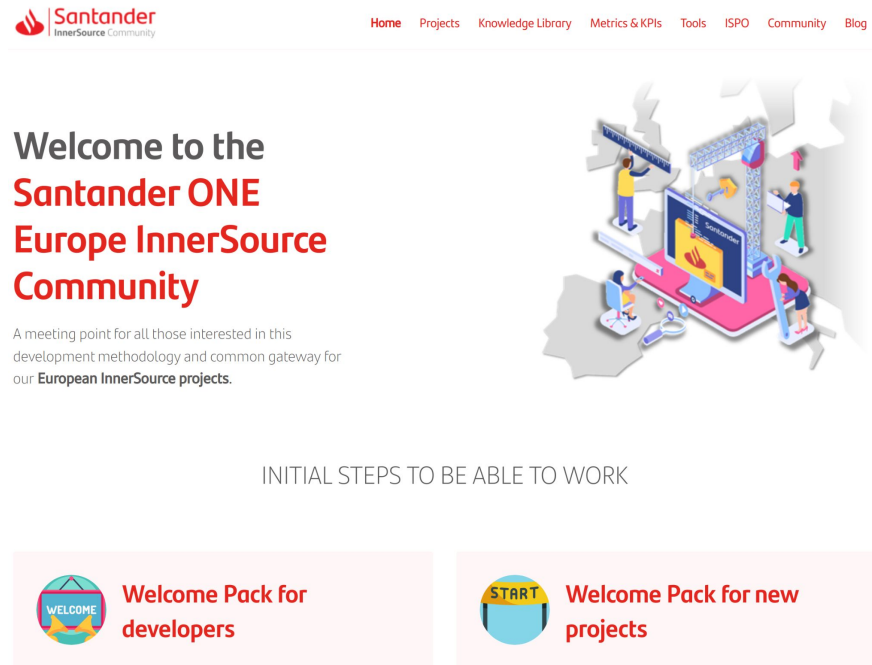 Santander
InnerSource Community
Home Projects Knowledge Library Metrics & KPIs Tools ISPO Community Blog
Welcome to the
Santander ONE
Europe InnerSource
Community
A meeting point for all those interested in this
development methodology and common gateway for
our European InnerSource projects.
Santander
INITIAL STEPS TO BE ABLE TO WORK
WELCOME
Welcome Pack for
developers
START
Welcome Pack for new
projects